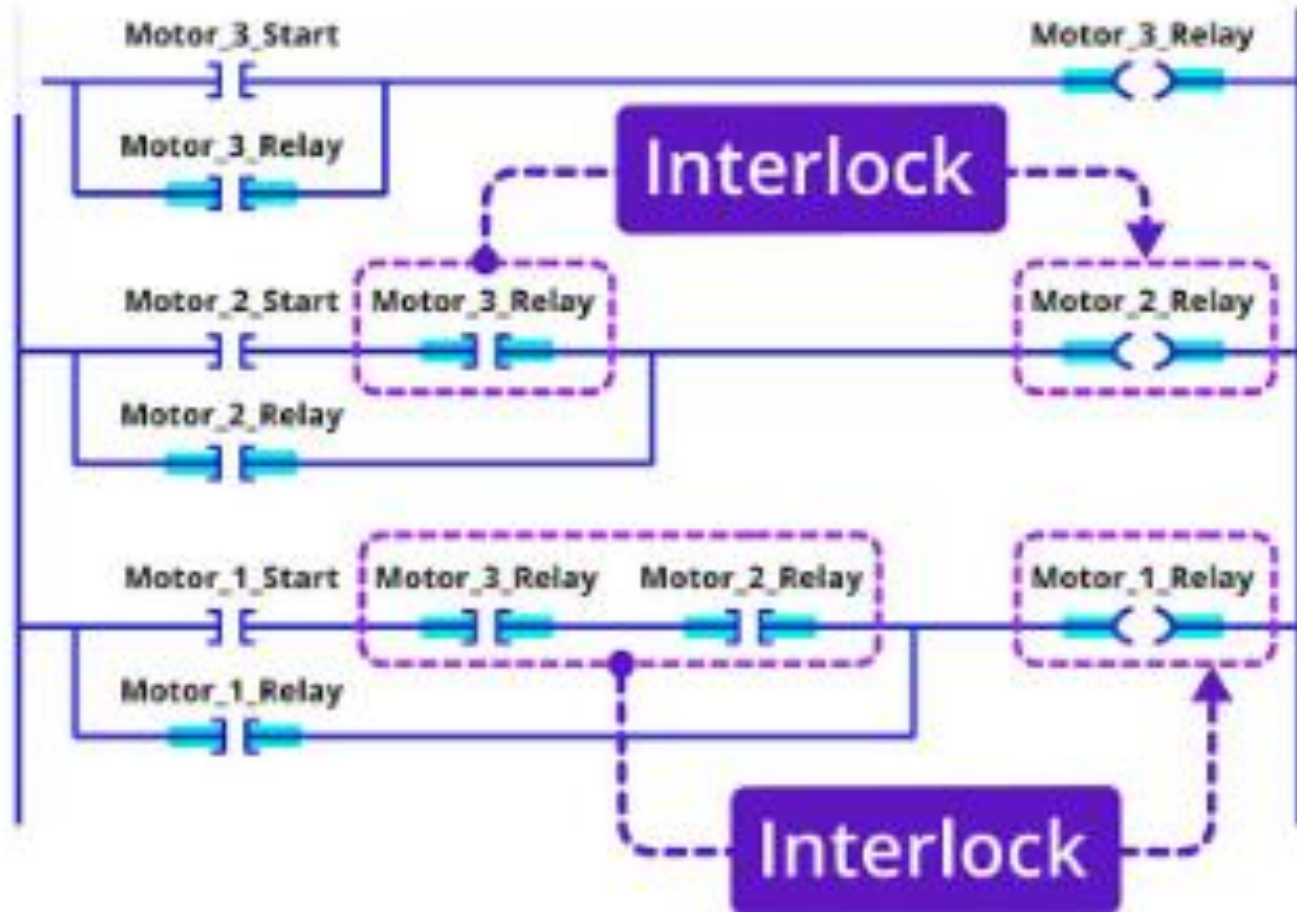 Motor_3_Start Motor_3_Relay
Motor_3_Relay
Interlock
Motor_2_Start Motor_3_Relay Motor_2_Relay
Motor_2_Relay
Motor_1_Start Motor_3_Relay Motor_2_Relay Motor_1_Relay
Motor_1_Relay
Interlock